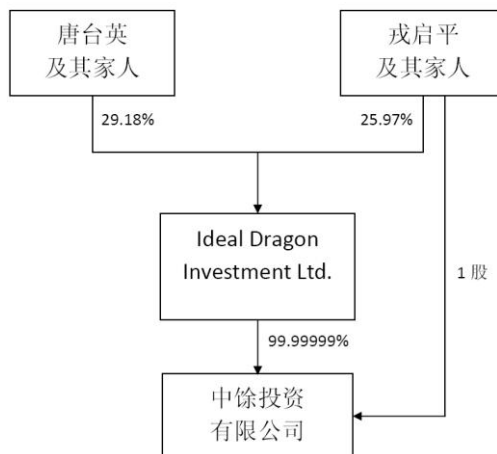 唐台英
及其家人
戎启平
及其家人
29.18%
25.97%
Ideal Dragon
Investment Ltd.
1 股
99.99999%
中馀投资
有限公司